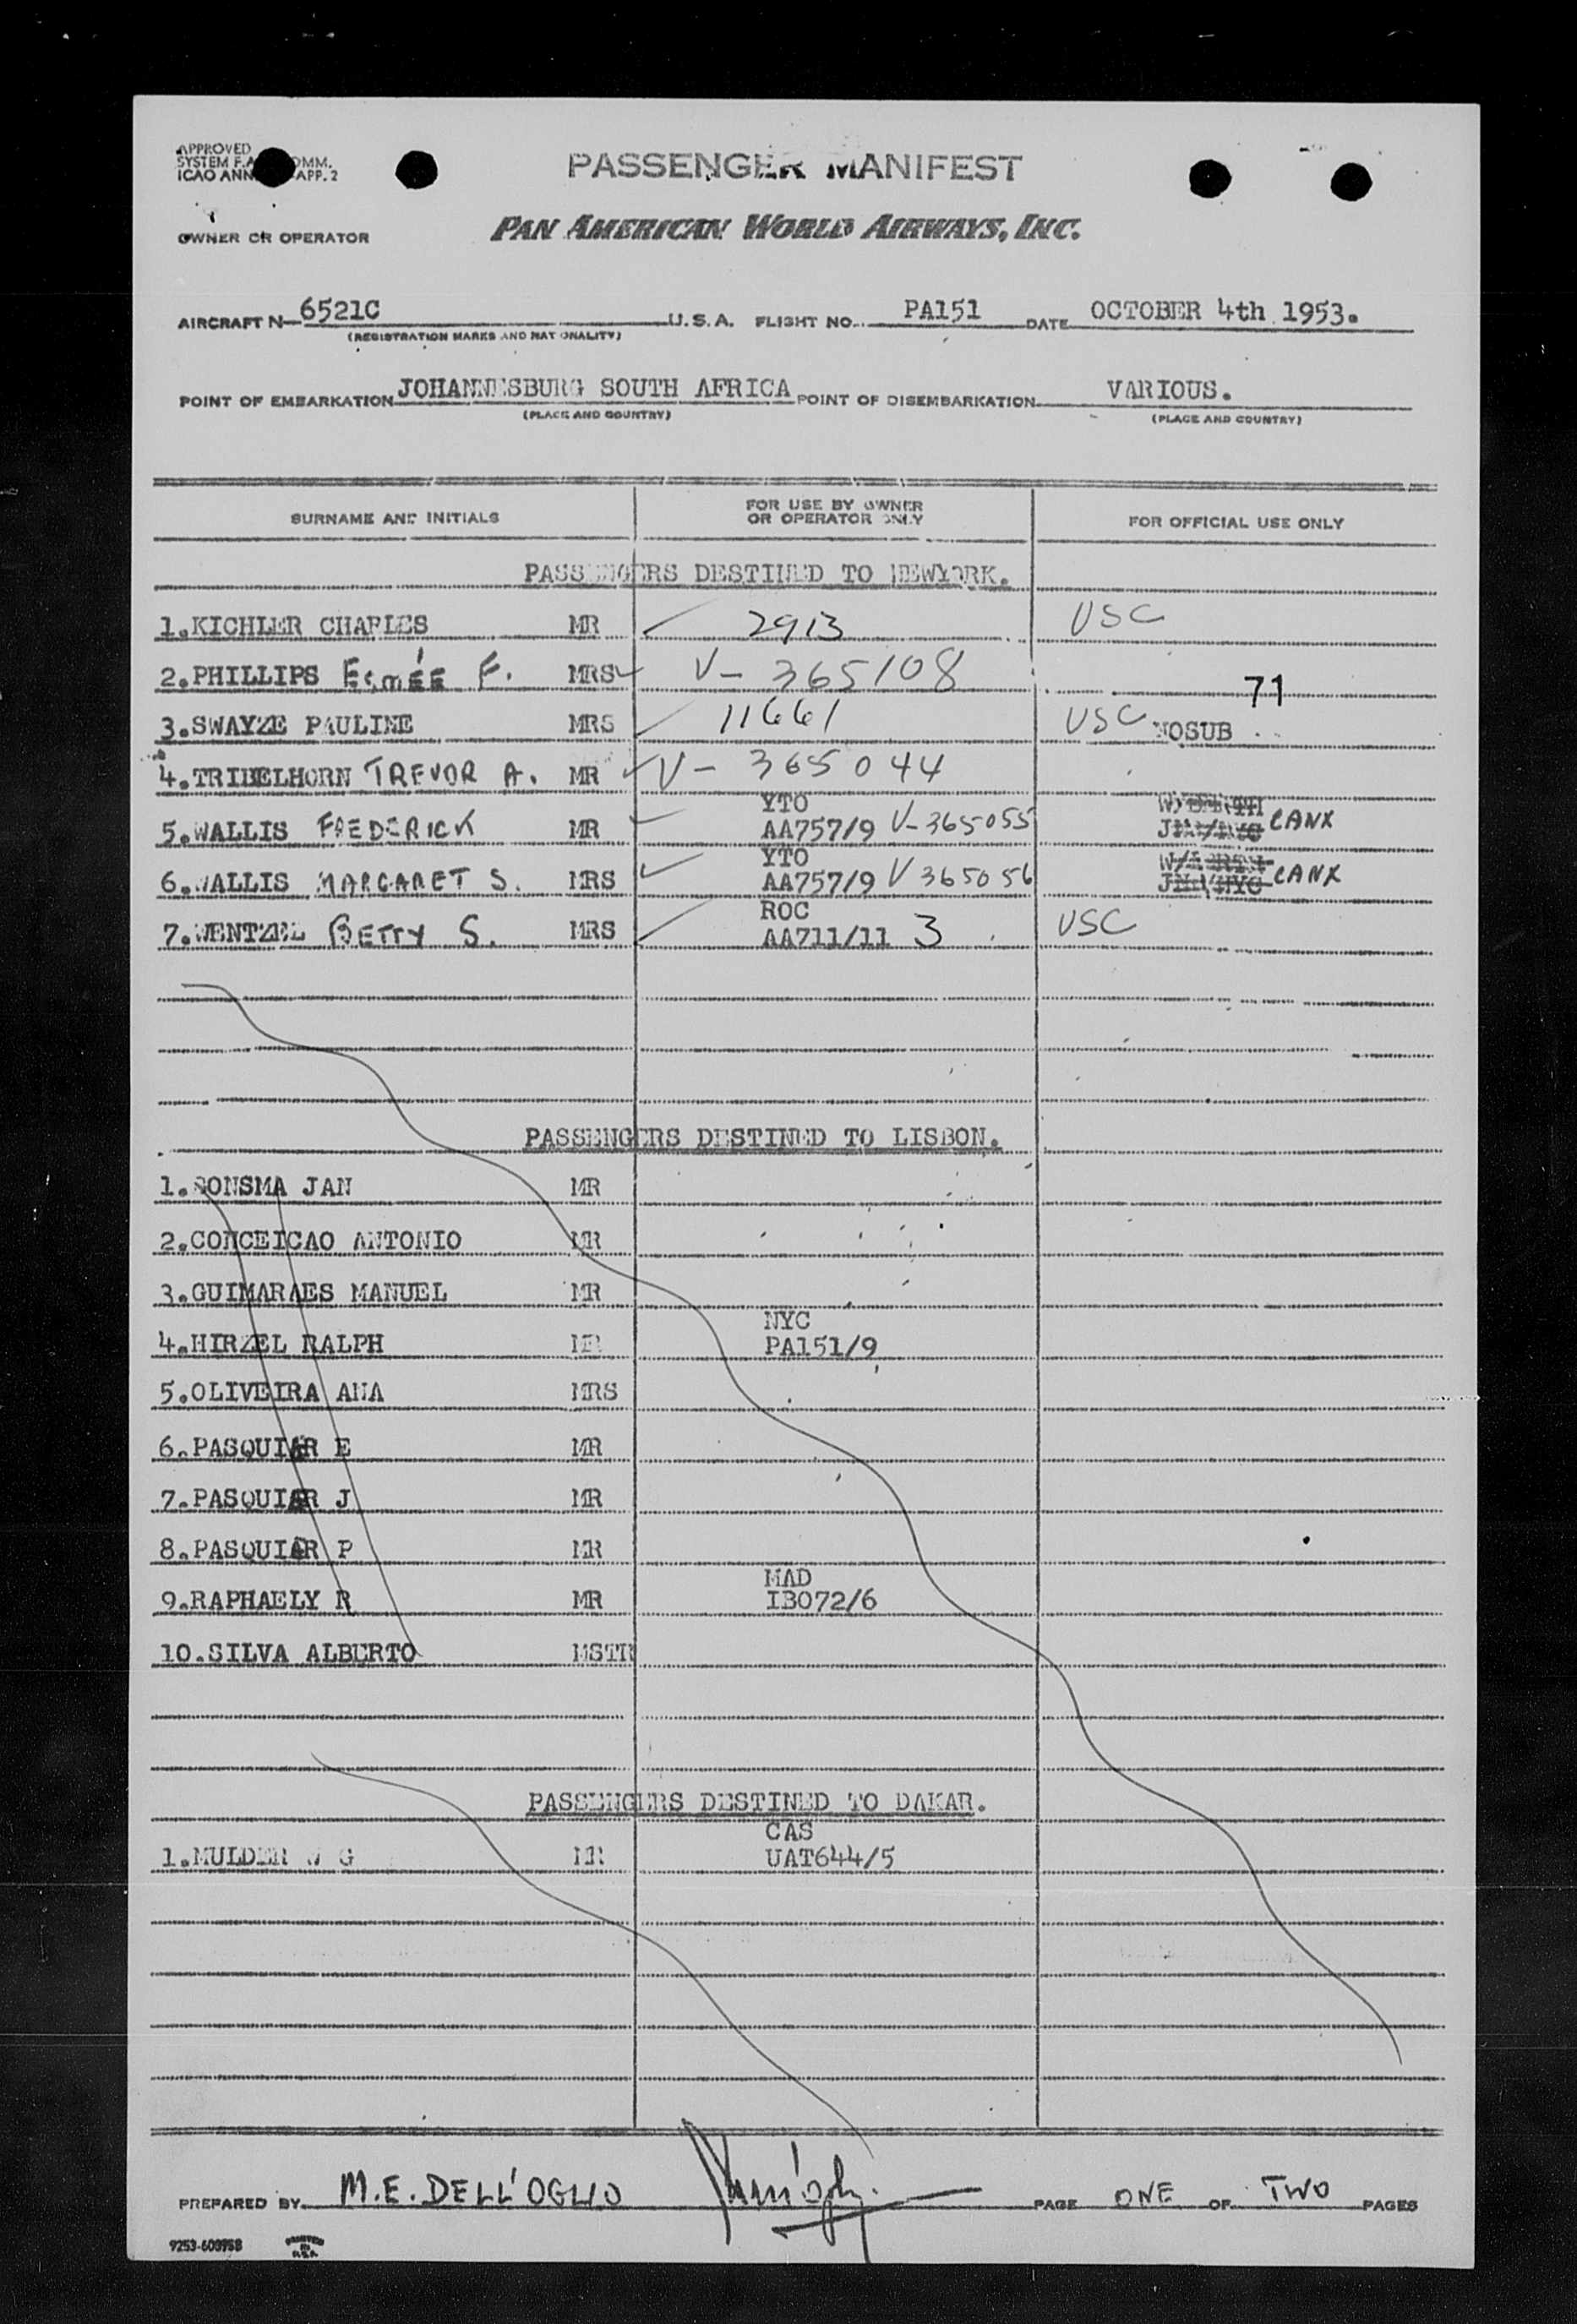 APPROVED
SYSTEM F.A. COMM.
ICAO ANN APP. 2
PASSENGER MANIFEST
OWNER OR OPERATOR PAN AMERICAN WORLD AIRWAYS, INC.
AIRCRAFT N-6521C U.S.A. FLIGHT NO. PA151 DATE OCTOBER 4th 1953.
(REGISTRATION MARKS AND NATIONALITY)
POINT OF EMBARKATION JOHANNESBURG SOUTH AFRICA POINT OF DISEMBARKATION VARIOUS.
(PLACE AND COUNTRY) (PLACE AND COUNTRY)
SURNAME AND INITIALS FOR USE BY OWNER OR OPERATOR ONLY FOR OFFICIAL USE ONLY
PASSENGERS DESTINED TO NEWYORK.
1.KICHLER CHARLES MR 2913 USC
2.PHILLIPS ESMÉE F. MRS V-365108
71
3.SWAYZE PAULINE MRS 11661 USC NOSUB
4.TRIBELHORN TREVOR A. MR V-365044
YTO
5.WALLIS FREDERICK MR AA757/9 V-365055 CANX
YTO
6.WALLIS MARGARET S. MRS AA757/9 V365056 CANX
ROC
7.WENTZEL BETTY S. MRS AA711/11 3 USC
PASSENGERS DESTINED TO LISBON.
1.BONSMA JAN MR
2.CONCEICAO ANTONIO MR
3.GUIMARAES MANUEL MR
NYC
4.HIRZEL RALPH MR PA151/9
5.OLIVEIRA ANA MRS
6.PASQUIER E MR
7.PASQUIER J MR
8.PASQUIER P MR
MAD
9.RAPHAELY R MR IB072/6
10.SILVA ALBERTO MSTR
PASSENGERS DESTINED TO DAKAR.
CAS
1.MULDER W G MR UAT644/5
PREPARED BY M.E. DELL'OGLIO PAGE ONE OF TWO PAGES
9253-600958 PRINTED IN U.S.A.